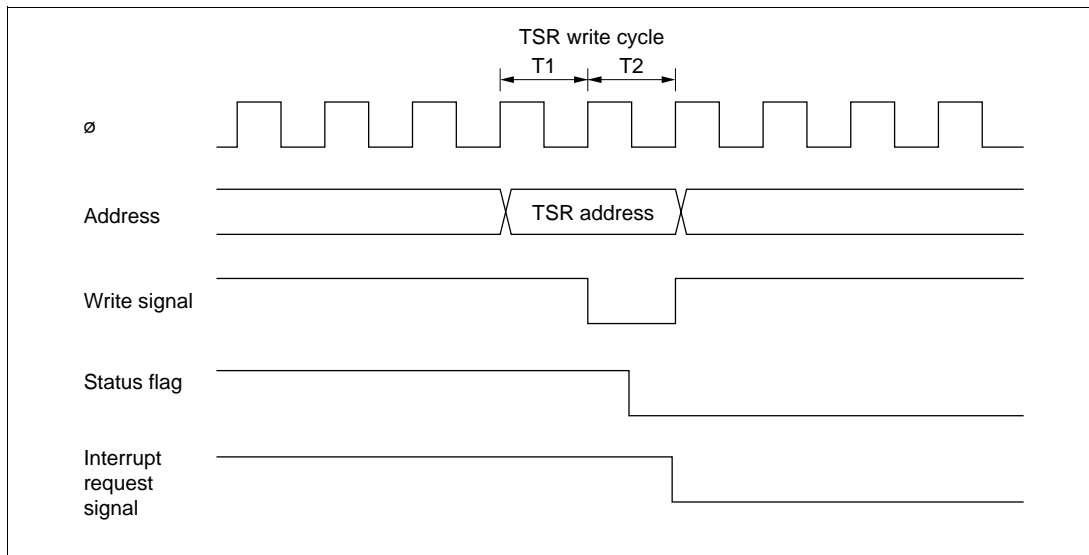 TSR write cycle
T1 T2
ø
Address
TSR address
Write signal
Status flag
Interrupt
request
signal